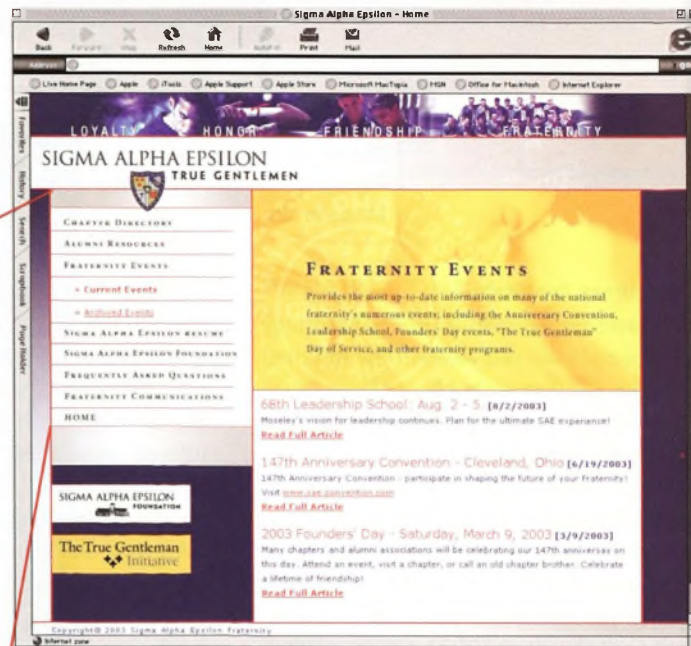 Sigma Alpha Epsilon - Home
Back Forward Stop Refresh Home AutoFill Print Mail
Address
Live Home Page Apple iTools Apple Support Apple Store Microsoft MacTopia MSN Office for Macintosh Internet Explorer
Favorites
History
Search
Scrapbook
Page Holder
LOYALTY HONOR FRIENDSHIP FRATERNITY
SIGMA ALPHA EPSILON
TRUE GENTLEMEN
CHAPTER DIRECTORY
ALUMNI RESOURCES
FRATERNITY EVENTS
» Current Events
» Archived Events
SIGMA ALPHA EPSILON RESUME
SIGMA ALPHA EPSILON FOUNDATION
FREQUENTLY ASKED QUESTIONS
FRATERNITY COMMUNICATIONS
HOME
SIGMA ALPHA EPSILON
FOUNDATION
The True Gentleman
Initiative
FRATERNITY EVENTS
Provides the most up-to-date information on many of the national
fraternity's numerous events; including the Anniversary Convention,
Leadership School, Founders' Day events, "The True Gentleman"
Day of Service, and other fraternity programs.
68th Leadership School: Aug. 2 - 5 [8/2/2003]
Moseley's vision for leadership continues. Plan for the ultimate SAE experience!
Read Full Article
147th Anniversary Convention - Cleveland, Ohio [6/19/2003]
147th Anniversary Convention - participate in shaping the future of your Fraternity!
Visit www.sae.convention.com
Read Full Article
2003 Founders' Day - Saturday, March 9, 2003 [3/9/2003]
Many chapters and alumni associations will be celebrating our 147th anniversay on
this day. Attend an event, visit a chapter, or call an old chapter brother. Celebrate
a lifetime of friendship!
Read Full Article
Copyright© 2003 Sigma Alpha Epsilon Fraternity
Internet zone